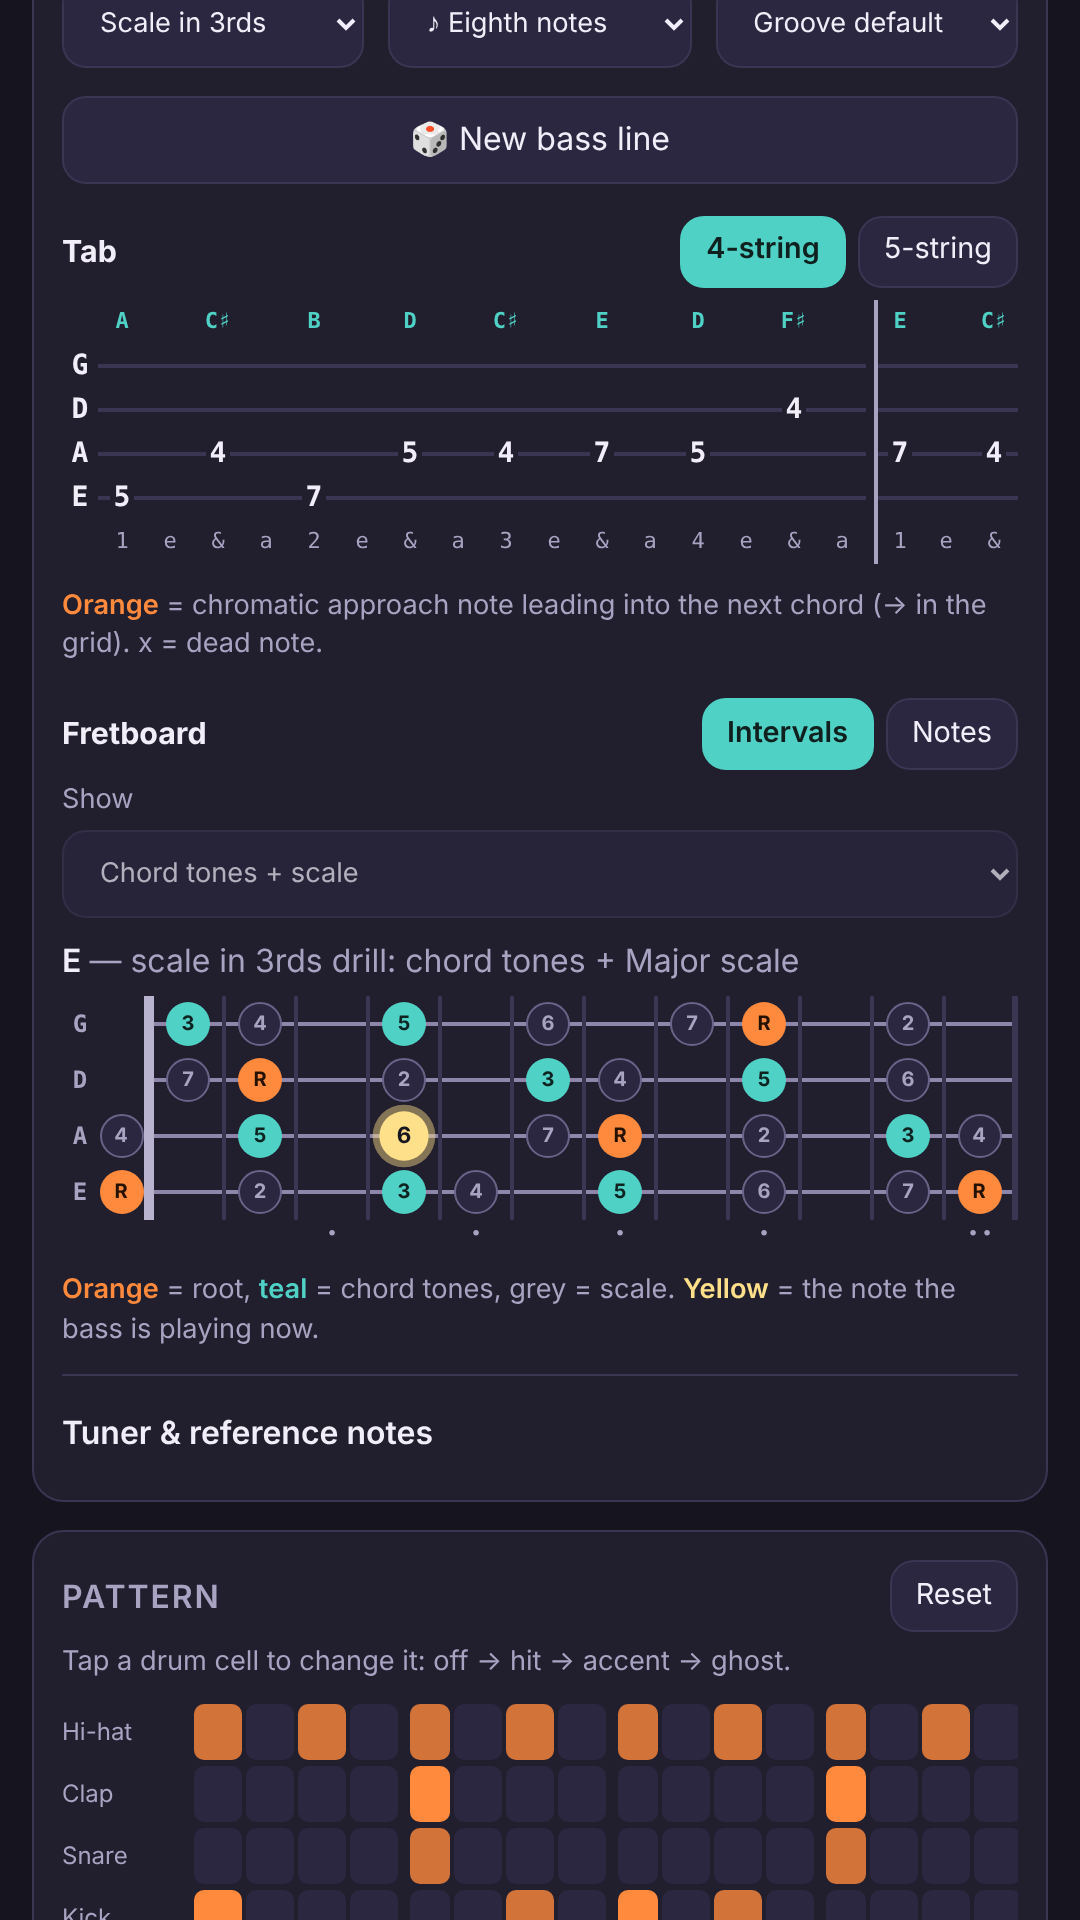 Scale in 3rds ♪ Eighth notes Groove default
🎲 New bass line
Tab 4-string 5-string
A C♯ B D C♯ E D F♯ E C♯
G
D 4
A 4 5 4 7 5 7 4
E 5 7
1 e & a 2 e & a 3 e & a 4 e & a 1 e &
Orange = chromatic approach note leading into the next chord (→ in the
grid). x = dead note.
Fretboard Intervals Notes
Show
Chord tones + scale
E — scale in 3rds drill: chord tones + Major scale
G 3 4 5 6 7 R 2
D 7 R 2 3 4 5 6
A 4 5 6 7 R 2 3 4
E R 2 3 4 5 6 7 R
Orange = root, teal = chord tones, grey = scale. Yellow = the note the
bass is playing now.
Tuner & reference notes
PATTERN Reset
Tap a drum cell to change it: off → hit → accent → ghost.
Hi-hat
Clap
Snare
Kick